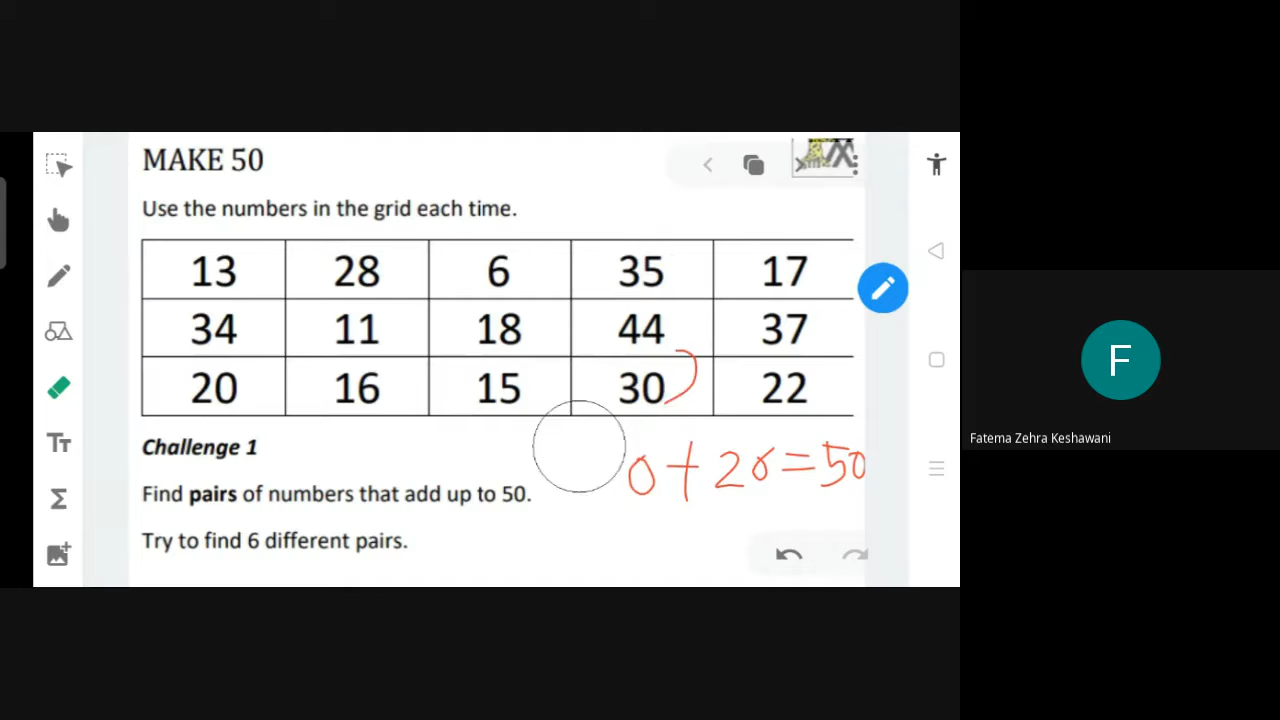 MAKE 50
Use the numbers in the grid each time.
13 28 6 35 17
34 11 18 44 37
20 16 15 30 22
Challenge 1
0 + 20 = 50
Find pairs of numbers that add up to 50.
Try to find 6 different pairs.
Tт
Σ
F
Fatema Zehra Keshawani